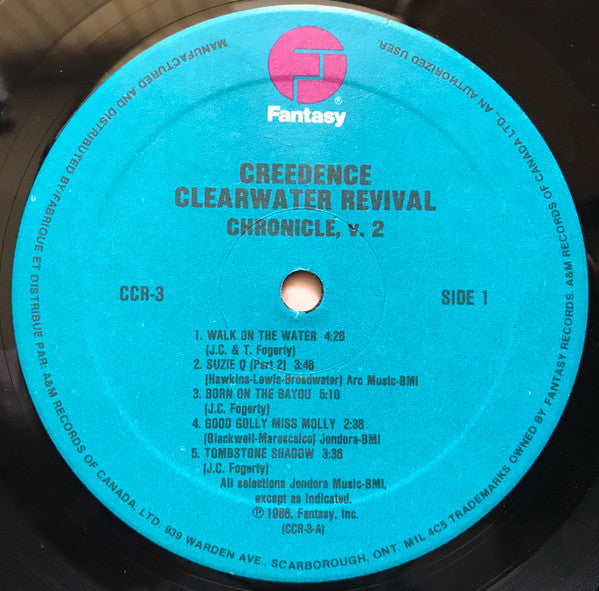 Fantasy
®
CREEDENCE
CLEARWATER REVIVAL
CHRONICLE, v. 2
CCR-3
SIDE 1
1. WALK ON THE WATER 4:26
(J.C. & T. Fogerty)
2. SUZIE Q (Part 2) 3:48
(Hawkins-Lewis-Broadwater) Arc Music-BMI
3. BORN ON THE BAYOU 5:10
(J.C. Fogerty)
4. GOOD GOLLY MISS MOLLY 2:38
(Blackwell-Marascalco) Jondora-BMI
5. TOMBSTONE SHADOW 3:36
(J.C. Fogerty)
All selections Jondora Music-BMI,
except as indicated.
℗ 1986, Fantasy, Inc.
(CCR-3-A)
MANUFACTURED AND DISTRIBUTED BY/FABRIQUE ET DISTRIBUE PAR: A&M RECORDS OF CANADA, LTD. 939 WARDEN AVE., SCARBOROUGH, ONT. M1L 4C5 TRADEMARKS OWNED BY FANTASY RECORDS. A&M RECORDS OF CANADA LTD., AN AUTHORIZED USER.